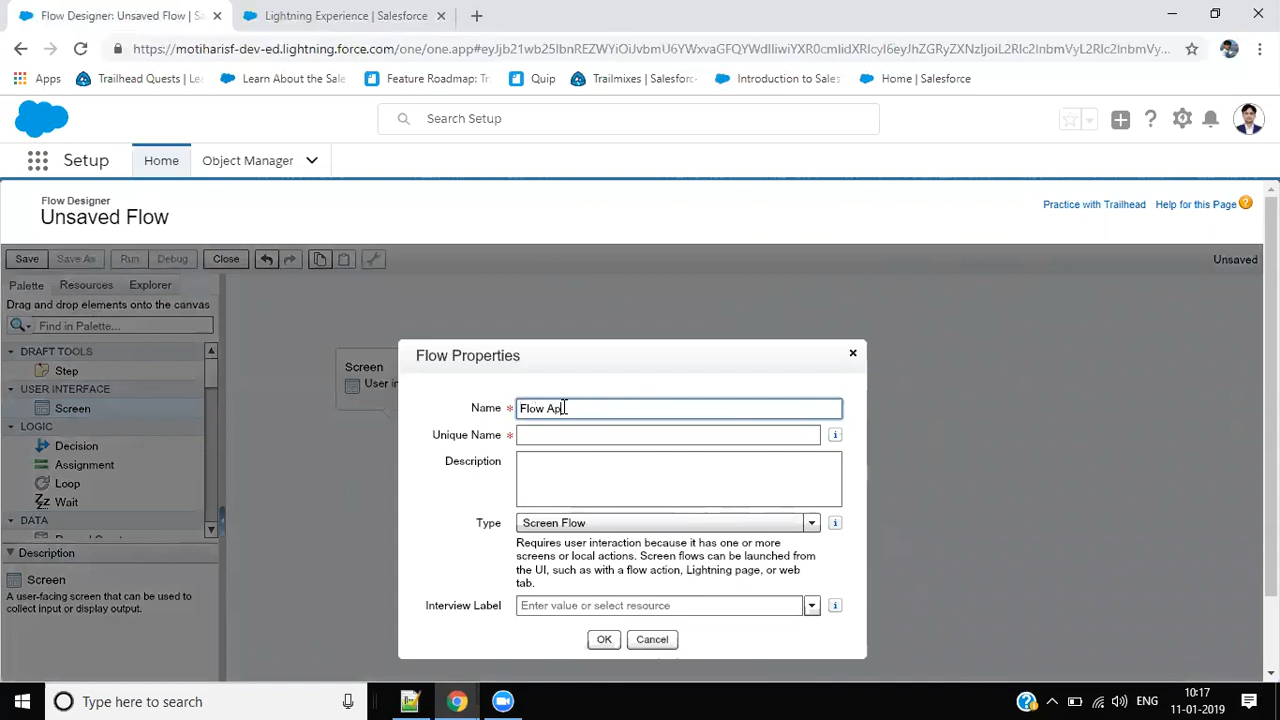 Flow Designer: Unsaved Flow | Sa
Lightning Experience | Salesforce
https://motiharisf-dev-ed.lightning.force.com/one/one.app#
Apps
Trailhead Quests | Le
Learn About the Sale
Feature Roadmap: Tr
Quip
Trailmixes | Salesforc
Introduction to Sales
Home | Salesforce
Search Setup
Setup
Home
Object Manager
Flow Designer
Unsaved Flow
Practice with Trailhead
Help for this Page
Save
Save As
Run
Debug
Close
Unsaved
Palette
Resources
Explorer
Drag and drop elements onto the canvas
Find in Palette...
DRAFT TOOLS
Step
USER INTERFACE
Screen
LOGIC
Decision
Assignment
Loop
Wait
DATA
Description
Screen
A user-facing screen that can be used to collect input or display output.
Screen
User in
Flow Properties
Name * Flow Ap
Unique Name *
Description
Type Screen Flow
Requires user interaction because it has one or more
screens or local actions. Screen flows can be launched from
the UI, such as with a flow action, Lightning page, or web
tab.
Interview Label Enter value or select resource
OK
Cancel
Type here to search
ENG
10:17
11-01-2019